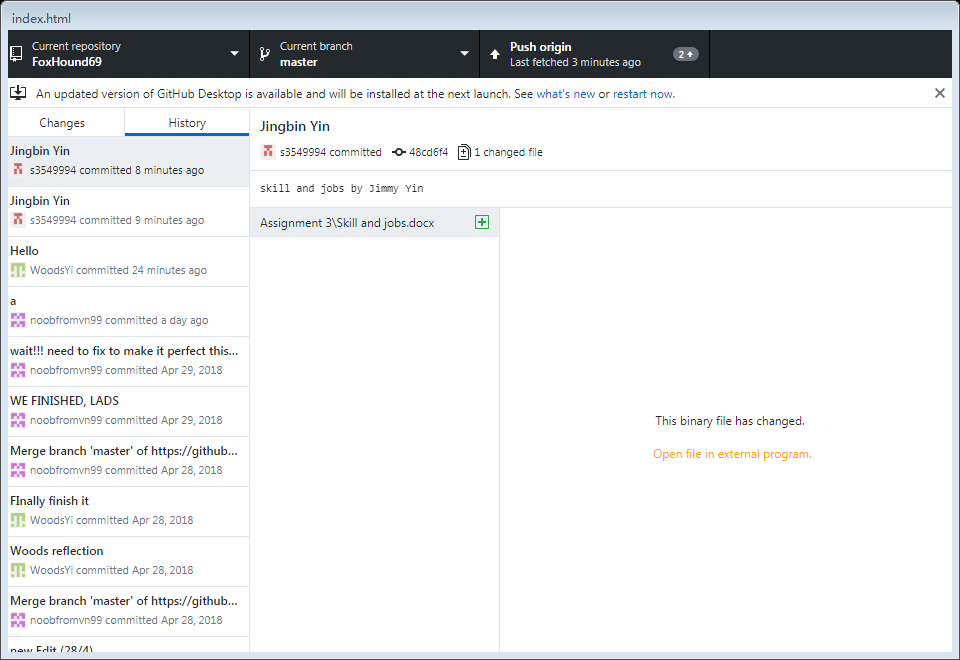 index.html
Current repository
FoxHound69
Current branch
master
Push origin
Last fetched 3 minutes ago
2
An updated version of GitHub Desktop is available and will be installed at the next launch. See what's new or restart now.
Changes
History
Jingbin Yin
s3549994 committed 8 minutes ago
Jingbin Yin
s3549994 committed 9 minutes ago
Hello
WoodsYi committed 24 minutes ago
a
noobfromvn99 committed a day ago
wait!!! need to fix to make it perfect this...
noobfromvn99 committed Apr 29, 2018
WE FINISHED, LADS
noobfromvn99 committed Apr 29, 2018
Merge branch 'master' of https://github...
noobfromvn99 committed Apr 28, 2018
FInally finish it
WoodsYi committed Apr 28, 2018
Woods reflection
WoodsYi committed Apr 28, 2018
Merge branch 'master' of https://github...
noobfromvn99 committed Apr 28, 2018
new Edit (28/4)
Jingbin Yin
s3549994 committed 48cd6f4 1 changed file
skill and jobs by Jimmy Yin
Assignment 3\Skill and jobs.docx
This binary file has changed.
Open file in external program.